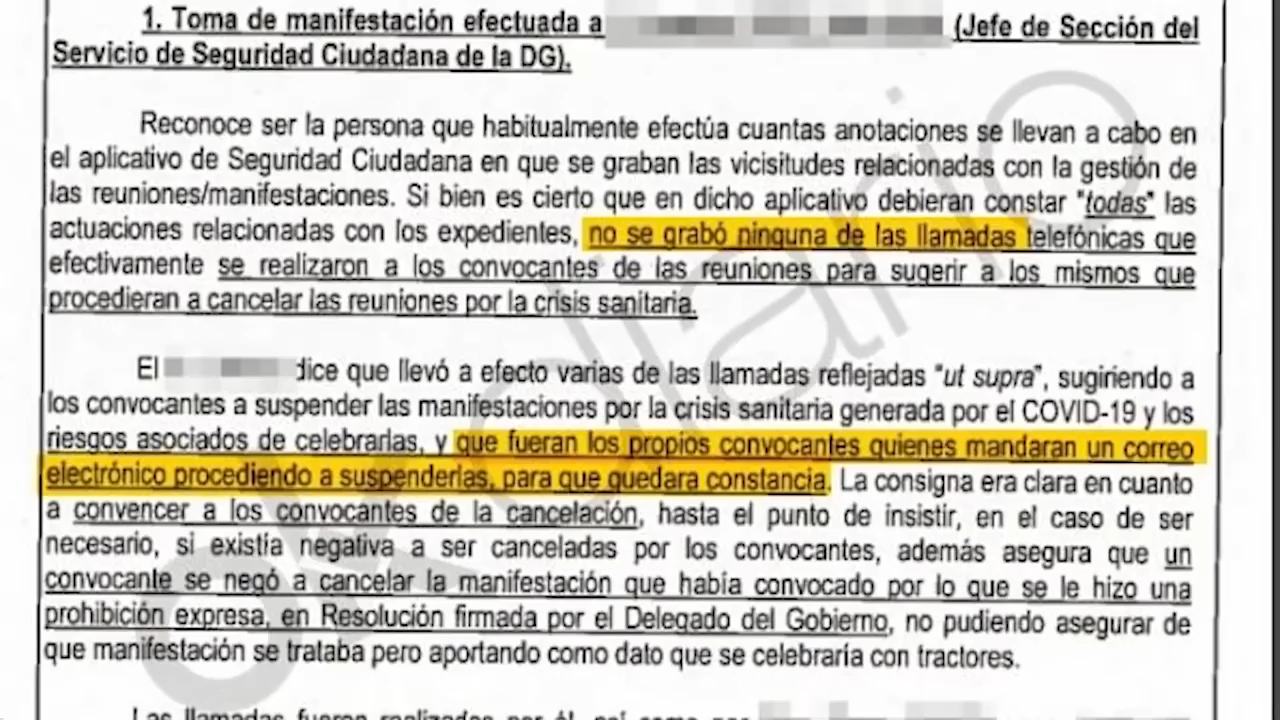 1. Toma de manifestación efectuada a (Jefe de Sección del
Servicio de Seguridad Ciudadana de la DG).
Reconoce ser la persona que habitualmente efectúa cuantas anotaciones se llevan a cabo en
el aplicativo de Seguridad Ciudadana en que se graban las vicisitudes relacionadas con la gestión de
las reuniones/manifestaciones. Si bien es cierto que en dicho aplicativo debieran constar "todas" las
actuaciones relacionadas con los expedientes, no se grabó ninguna de las llamadas telefónicas que
efectivamente se realizaron a los convocantes de las reuniones para sugerir a los mismos que
procedieran a cancelar las reuniones por la crisis sanitaria.
El dice que llevó a efecto varias de las llamadas reflejadas "ut supra", sugiriendo a
los convocantes a suspender las manifestaciones por la crisis sanitaria generada por el COVID-19 y los
riesgos asociados de celebrarlas, y que fueran los propios convocantes quienes mandaran un correo
electrónico procediendo a suspenderlas, para que quedara constancia. La consigna era clara en cuanto
a convencer a los convocantes de la cancelación, hasta el punto de insistir, en el caso de ser
necesario, si existía negativa a ser canceladas por los convocantes, además asegura que un
convocante se negó a cancelar la manifestación que había convocado por lo que se le hizo una
prohibición expresa, en Resolución firmada por el Delegado del Gobierno, no pudiendo asegurar de
que manifestación se trataba pero aportando como dato que se celebraría con tractores.
Las llamadas fueron realizadas por él, así como por
okdiario